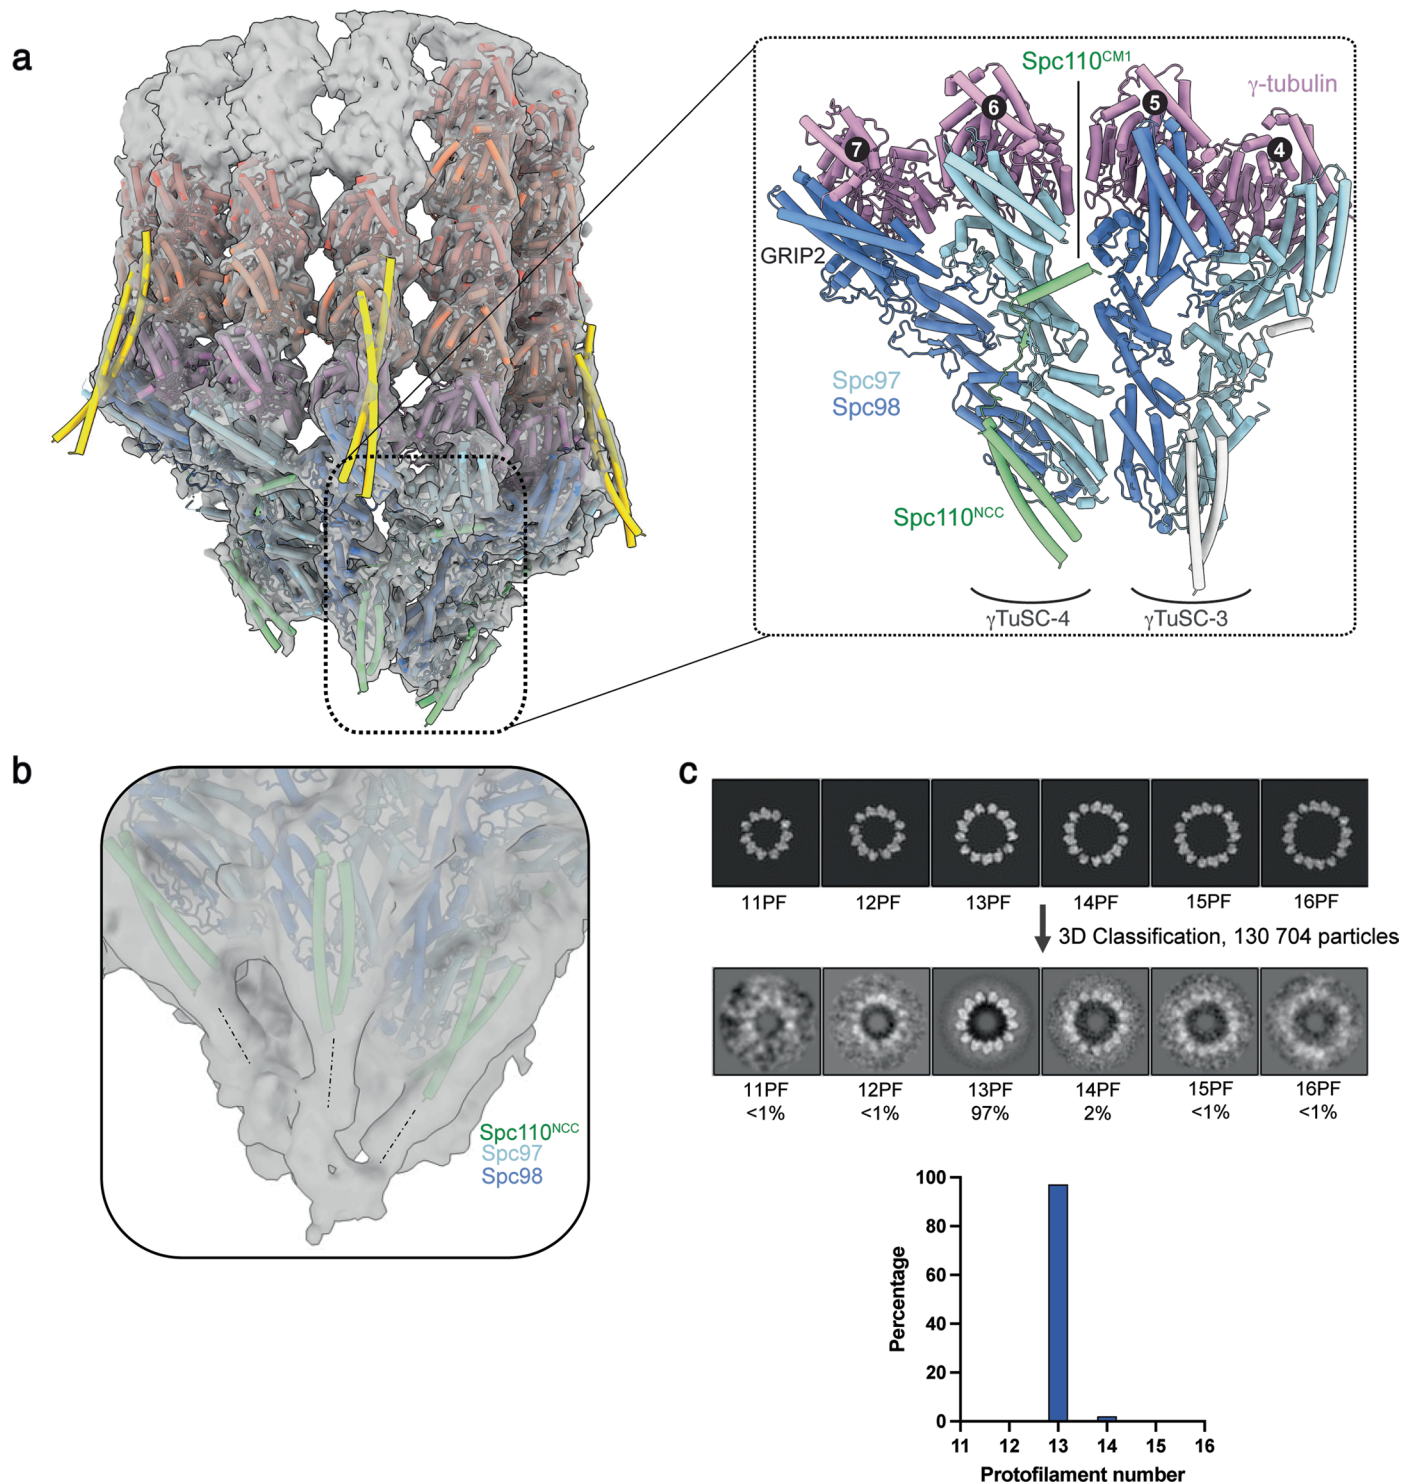 a
Spc110CM1
γ-tubulin
7
6
5
4
GRIP2
Spc97
Spc98
Spc110NCC
γTuSC-4
γTuSC-3
b
Spc110NCC
Spc97
Spc98
c
11PF 12PF 13PF 14PF 15PF 16PF
3D Classification, 130 704 particles
11PF 12PF 13PF 14PF 15PF 16PF
<1% <1% 97% 2% <1% <1%
Percentage
100
80
60
40
20
0
11 12 13 14 15 16
Protofilament number